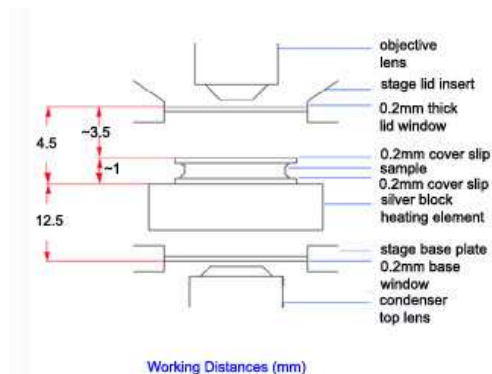 objective
lens
stage lid insert
0.2mm thick
lid window
~3.5
4.5
0.2mm cover slip
sample
~1
0.2mm cover slip
silver block
heating element
12.5
stage base plate
0.2mm base
window
condenser
top lens
Working Distances (mm)